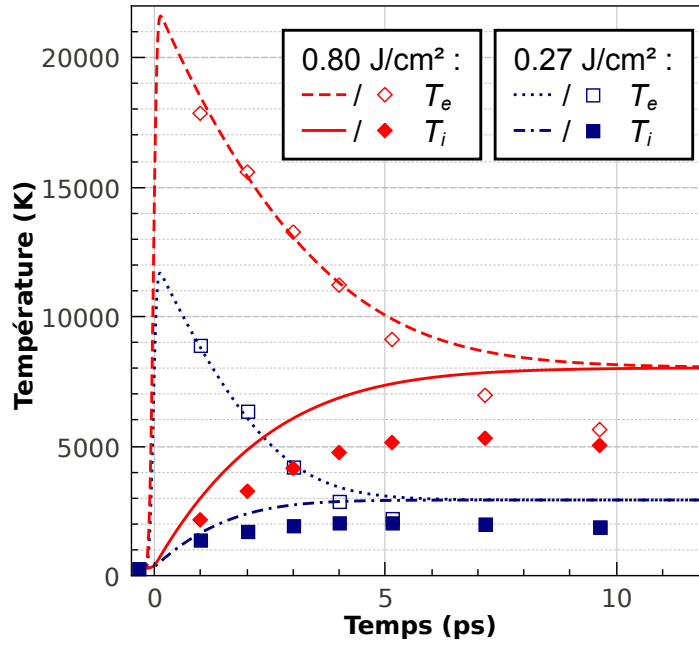 0.80 J/cm² :
/ Te
/ Ti
0.27 J/cm² :
/ Te
/ Ti
Température (K)
20000
15000
10000
5000
0
0 5 10
Temps (ps)